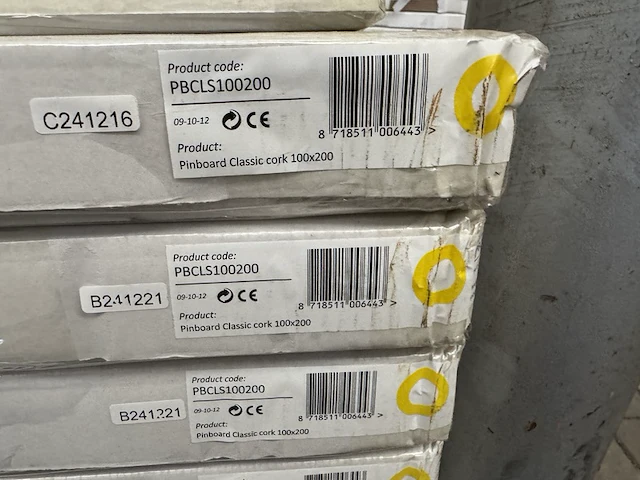 C241216
Product code:
PBCLS100200
09-10-12 CE
8 718511 006443 >
Product:
Pinboard Classic cork 100x200
B241221
Product code:
PBCLS100200
09-10-12 CE
8 718511 006443 >
Product:
Pinboard Classic cork 100x200
B241221
Product code:
PBCLS100200
09-10-12 CE
8 718511 006443 >
Product:
Pinboard Classic cork 100x200